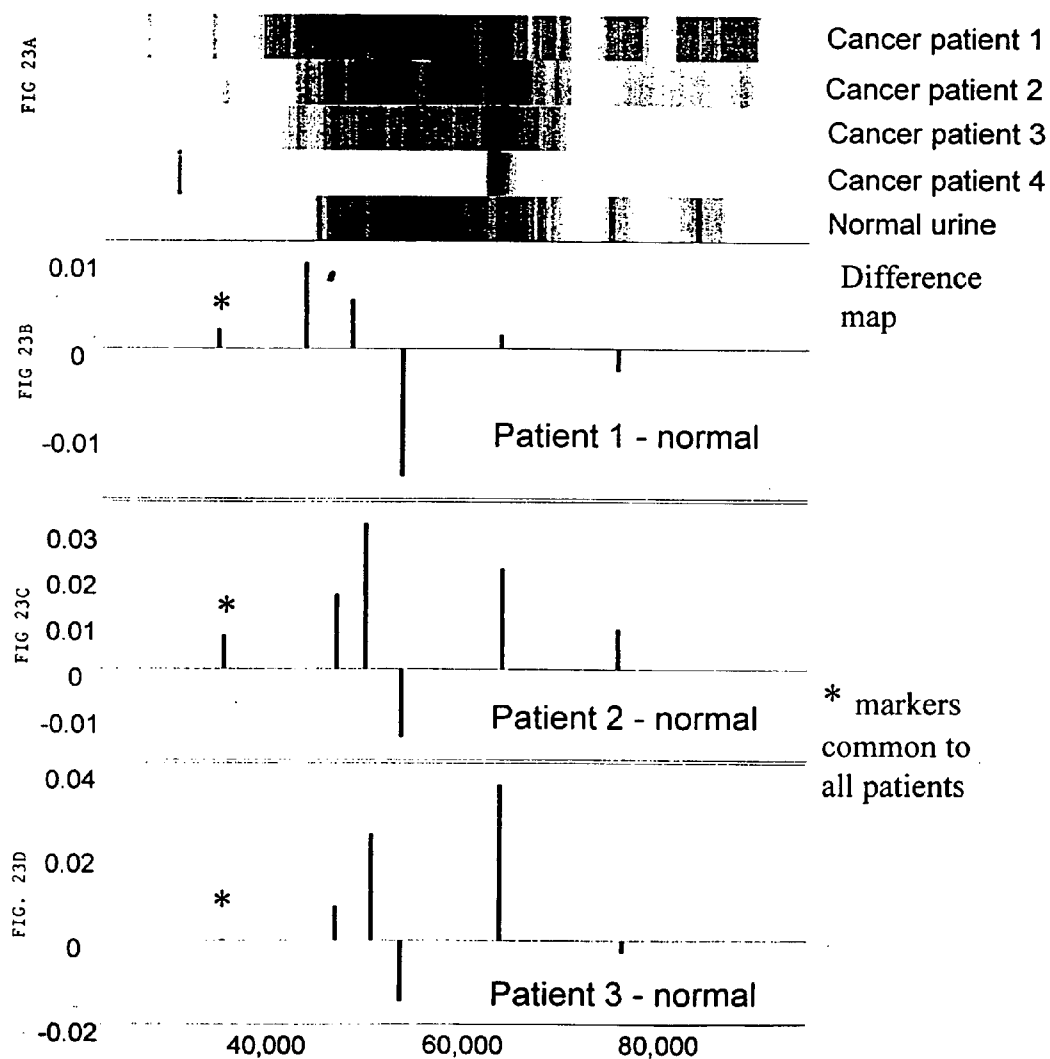 FIG 23A
Cancer patient 1
Cancer patient 2
Cancer patient 3
Cancer patient 4
Normal urine
Difference
map
FIG 23B
0.01
*
0
-0.01
Patient 1 - normal
FIG 23C
0.03
0.02
*
0.01
0
-0.01
Patient 2 - normal
* markers
common to
all patients
FIG. 23D
0.04
0.02
*
0
Patient 3 - normal
-0.02
40,000 60,000 80,000